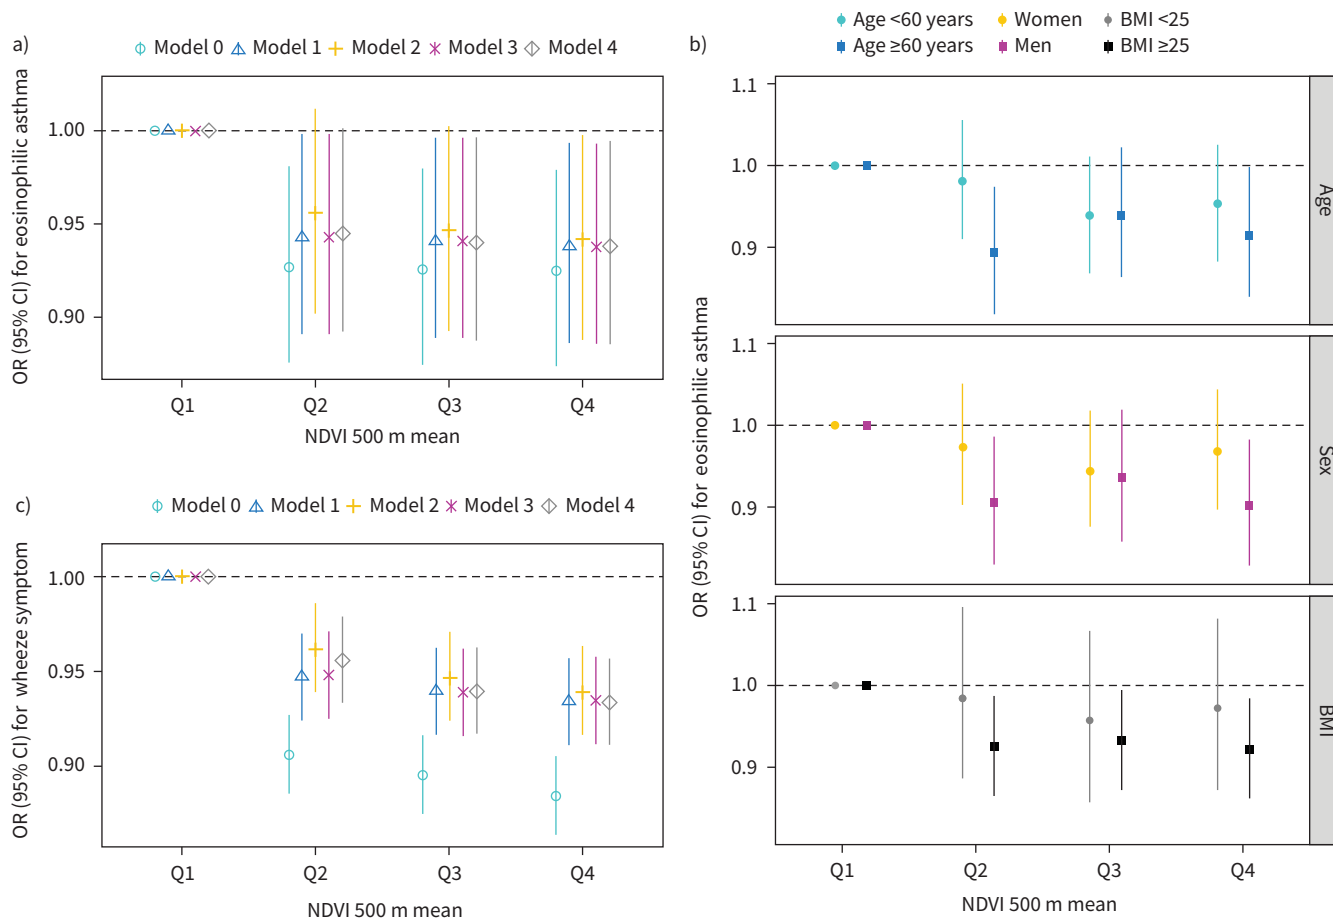 a)
Model 0 Model 1 Model 2 Model 3 Model 4
OR (95% CI) for eosinophilic asthma
1.00
0.95
0.90
Q1 Q2 Q3 Q4
NDVI 500 m mean
c)
Model 0 Model 1 Model 2 Model 3 Model 4
OR (95% CI) for wheeze symptom
1.00
0.95
0.90
Q1 Q2 Q3 Q4
NDVI 500 m mean
b)
Age <60 years Women BMI <25
Age ≥60 years Men BMI ≥25
OR (95% CI) for eosinophilic asthma
1.1
1.0
0.9
Age
1.1
1.0
0.9
Sex
1.1
1.0
0.9
BMI
Q1 Q2 Q3 Q4
NDVI 500 m mean